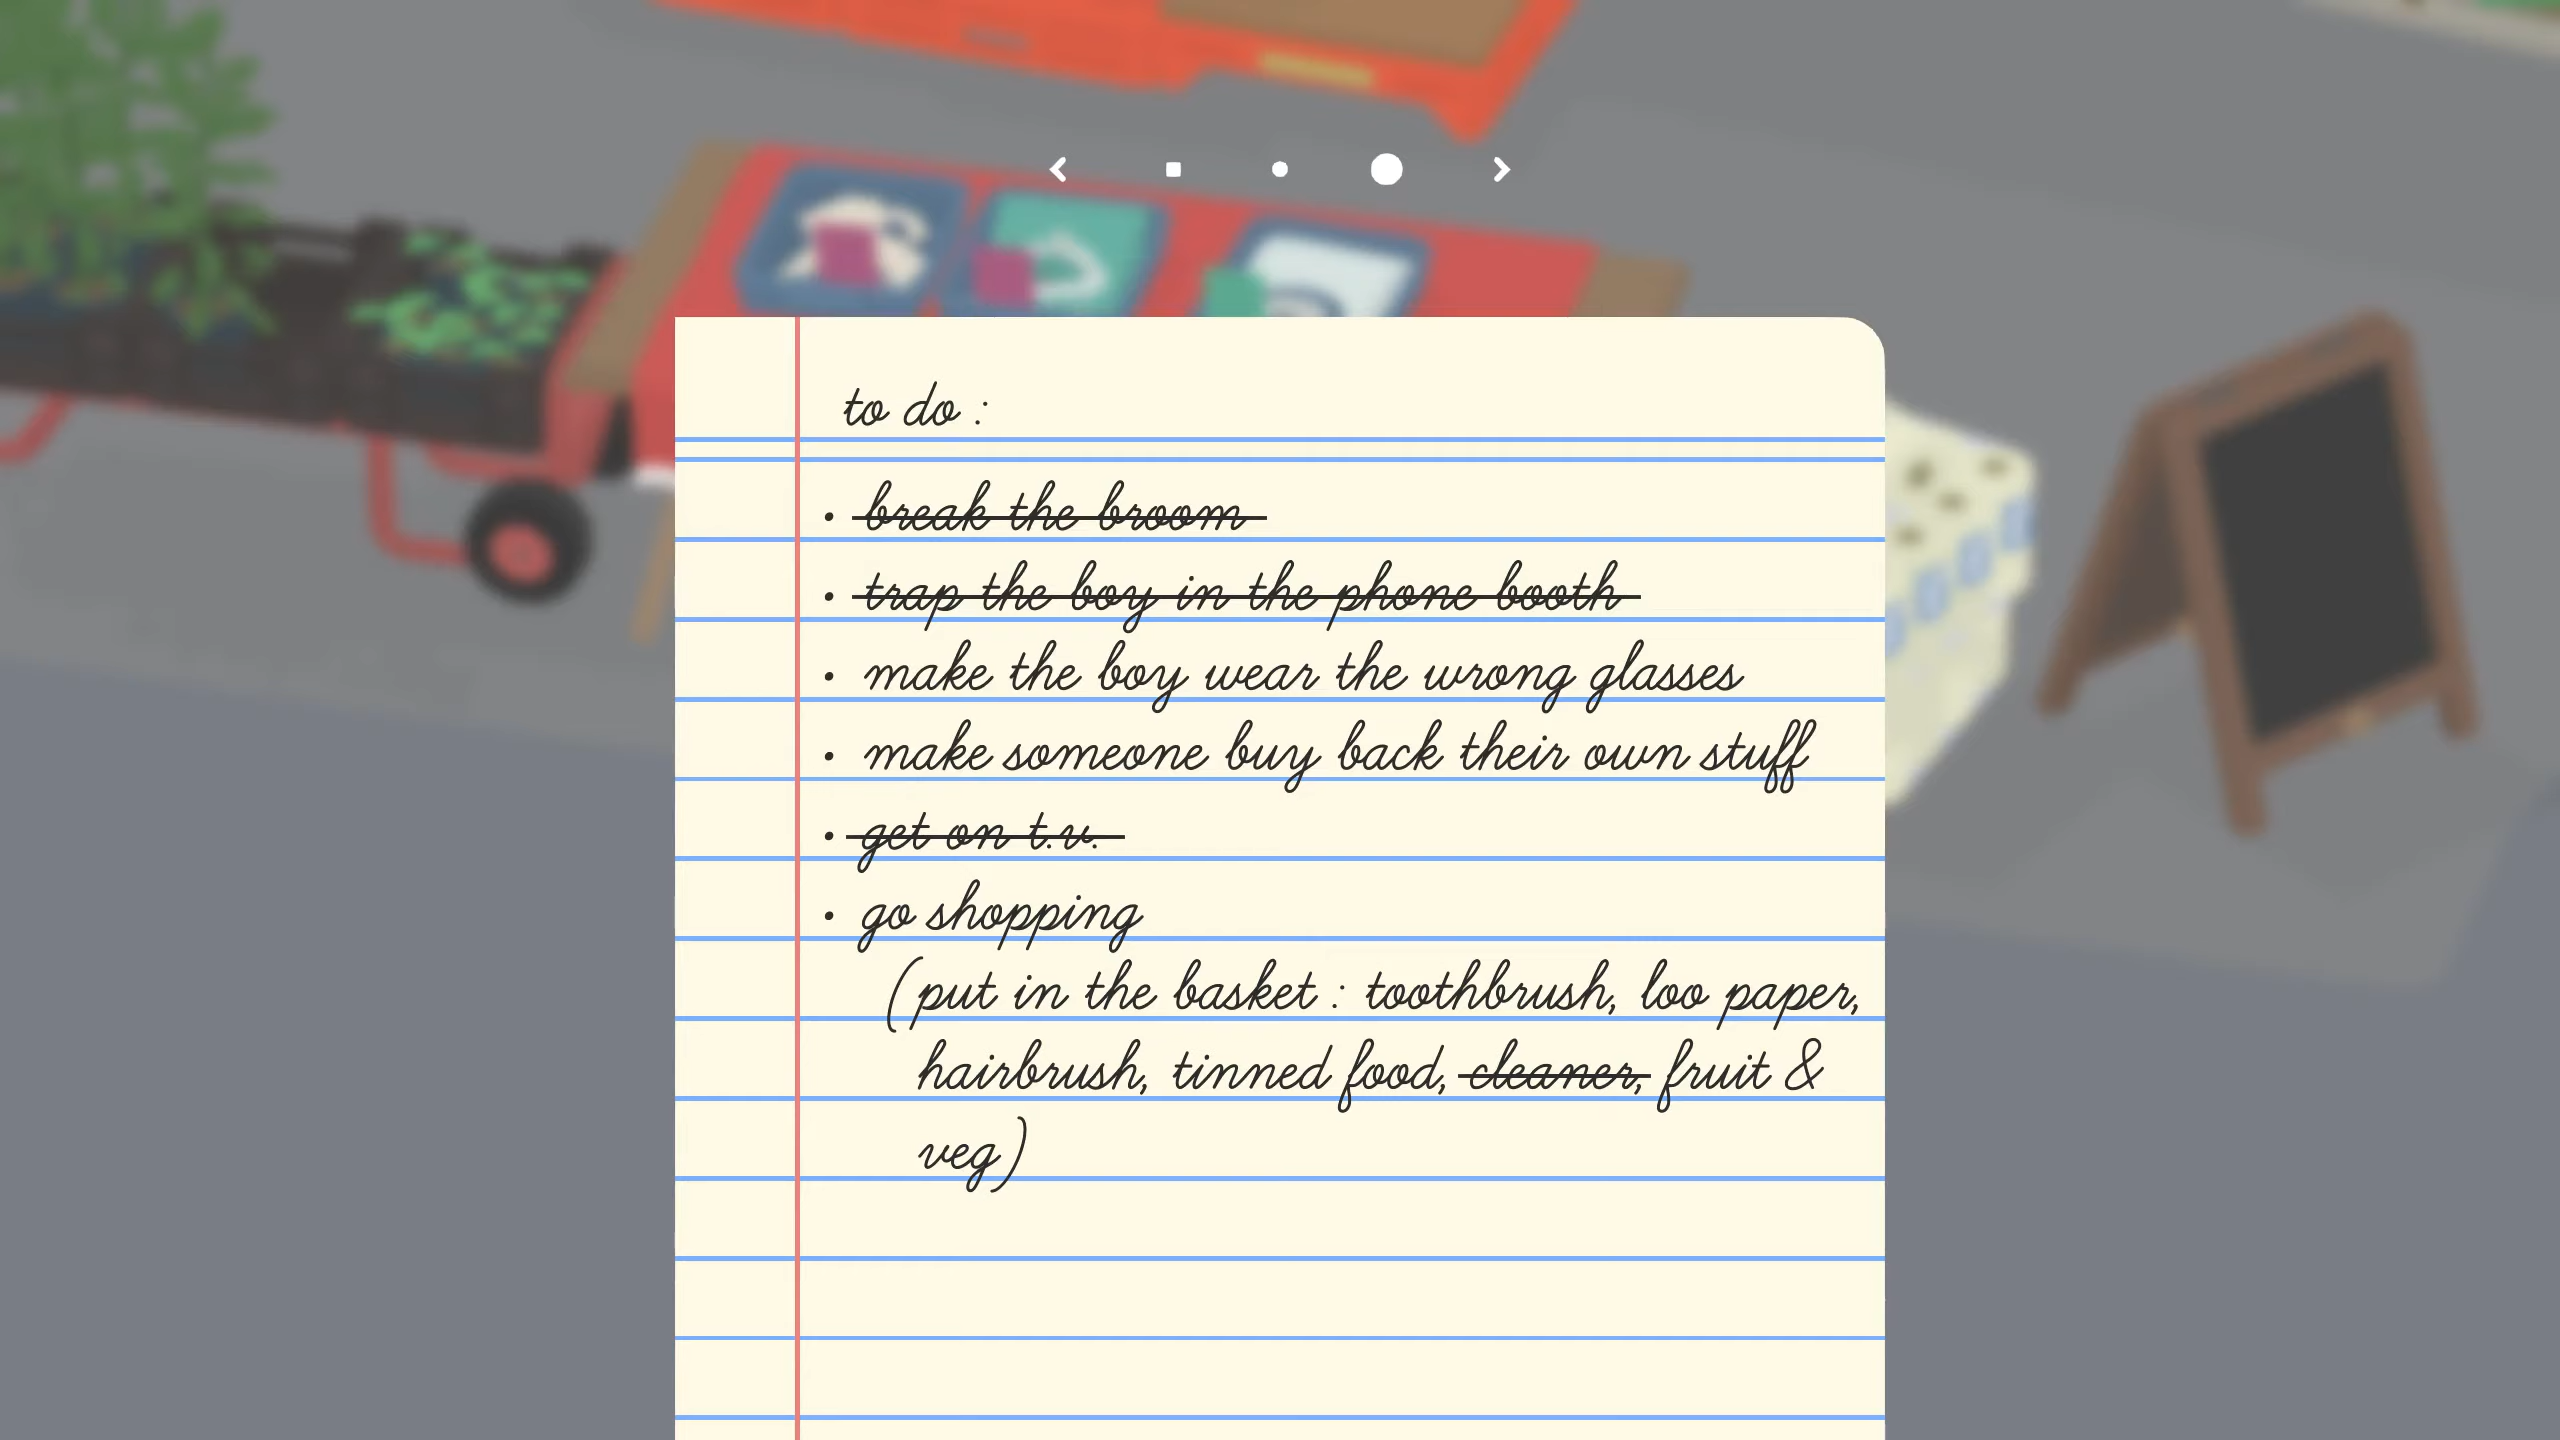 to do :
• break the broom
• trap the boy in the phone booth
• make the boy wear the wrong glasses
• make someone buy back their own stuff
• get on t.v.
• go shopping
(put in the basket : toothbrush, loo paper,
hairbrush, tinned food, cleaner, fruit &
veg)